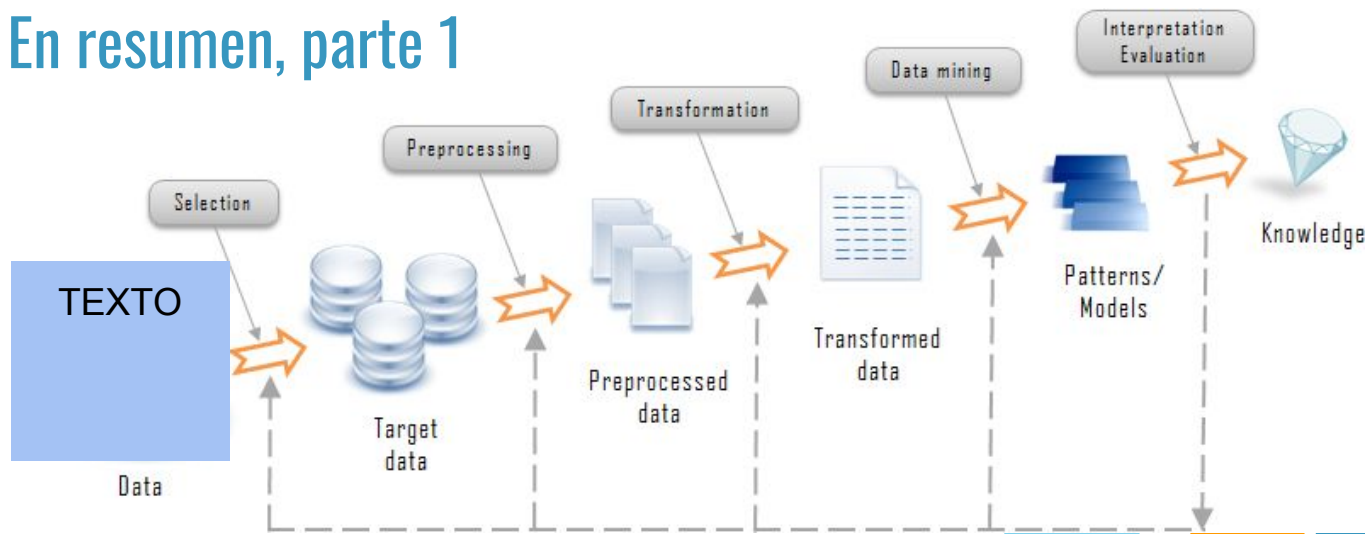 En resumen, parte 1
Interpretation
Evaluation
Data mining
Transformation
Preprocessing
Selection
Knowledge
TEXTO
Patterns/
Models
Transformed
data
Preprocessed
data
Target
data
Data